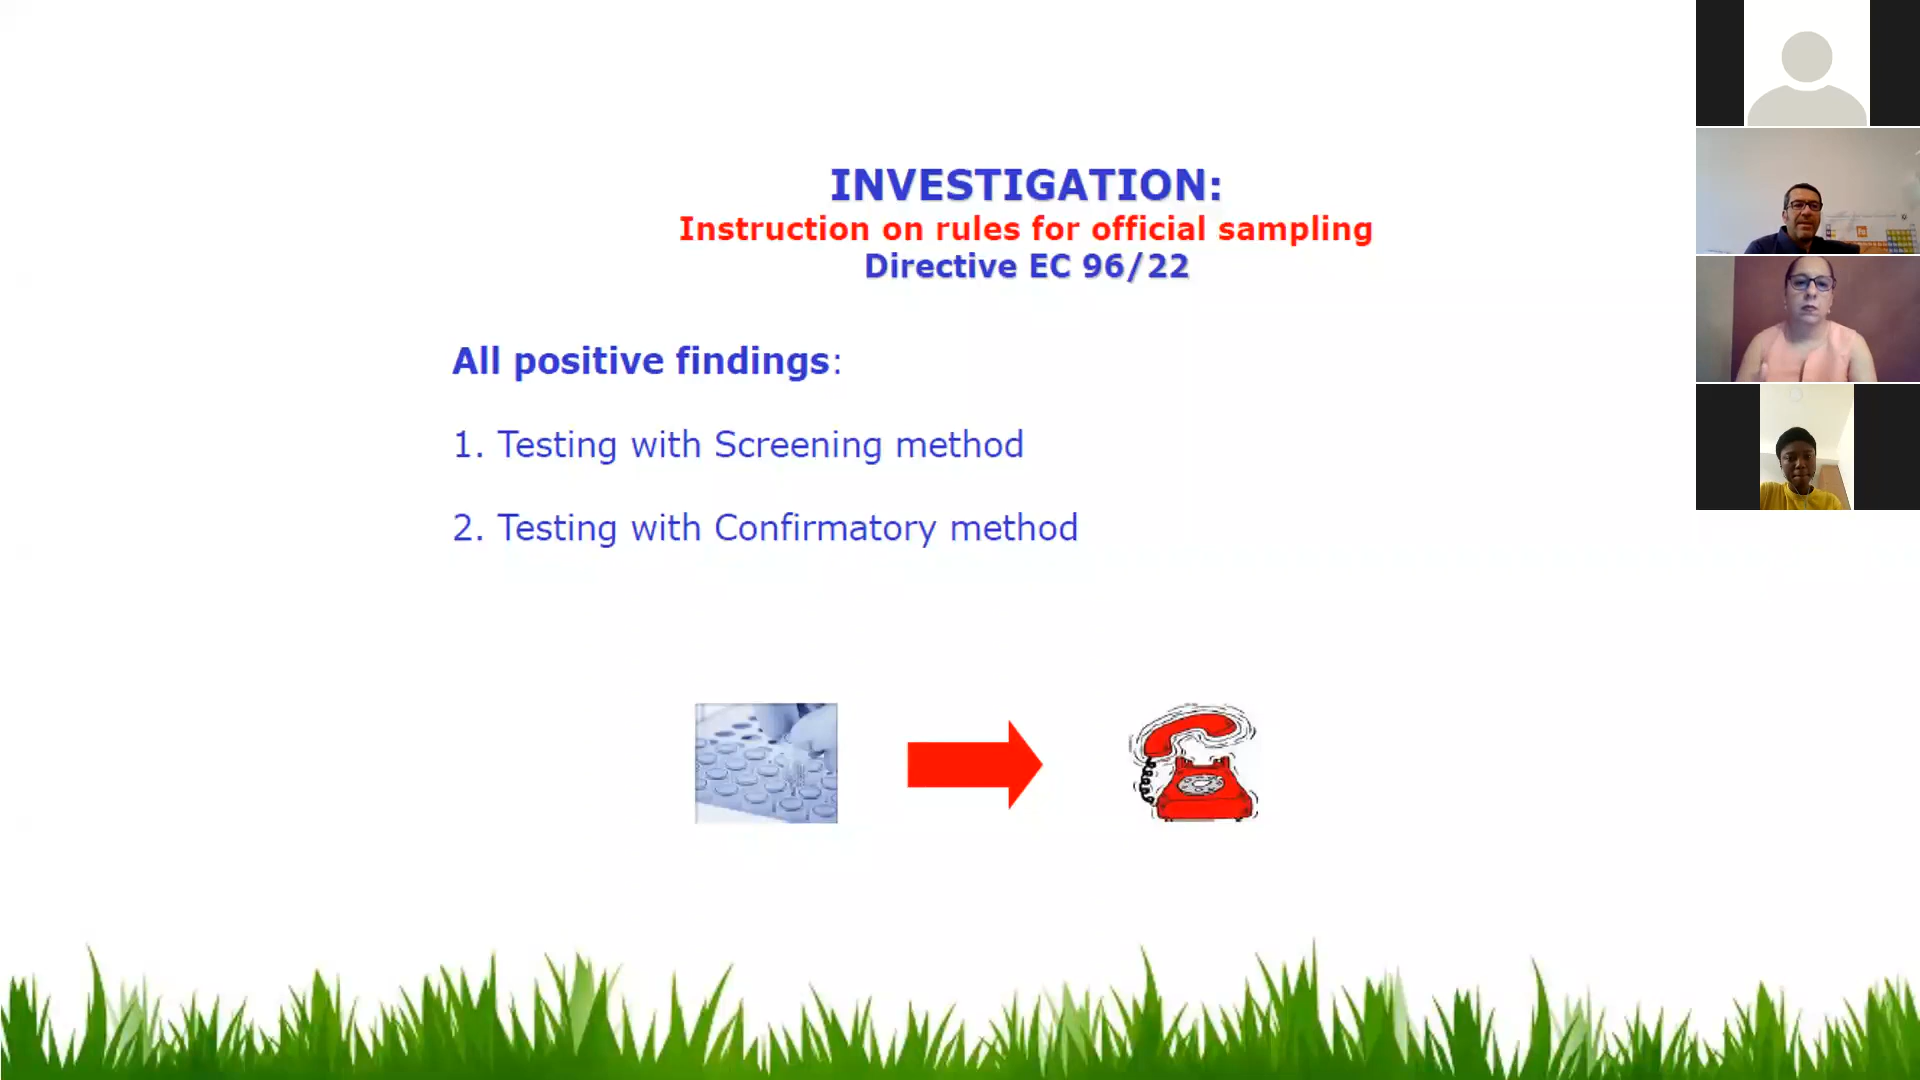 INVESTIGATION:
Instruction on rules for official sampling
Directive EC 96/22
All positive findings:
1. Testing with Screening method
2. Testing with Confirmatory method